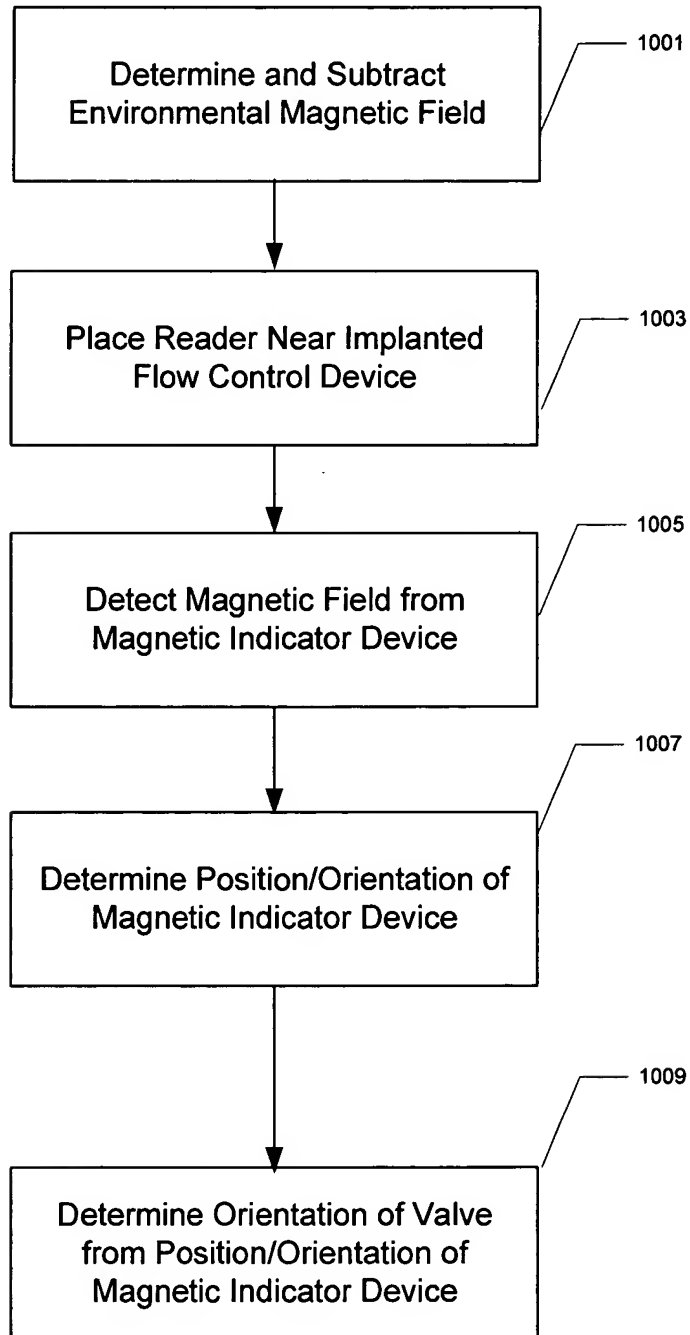 1001
Determine and Subtract
Environmental Magnetic Field
1003
Place Reader Near Implanted
Flow Control Device
1005
Detect Magnetic Field from
Magnetic Indicator Device
1007
Determine Position/Orientation of
Magnetic Indicator Device
1009
Determine Orientation of Valve
from Position/Orientation of
Magnetic Indicator Device